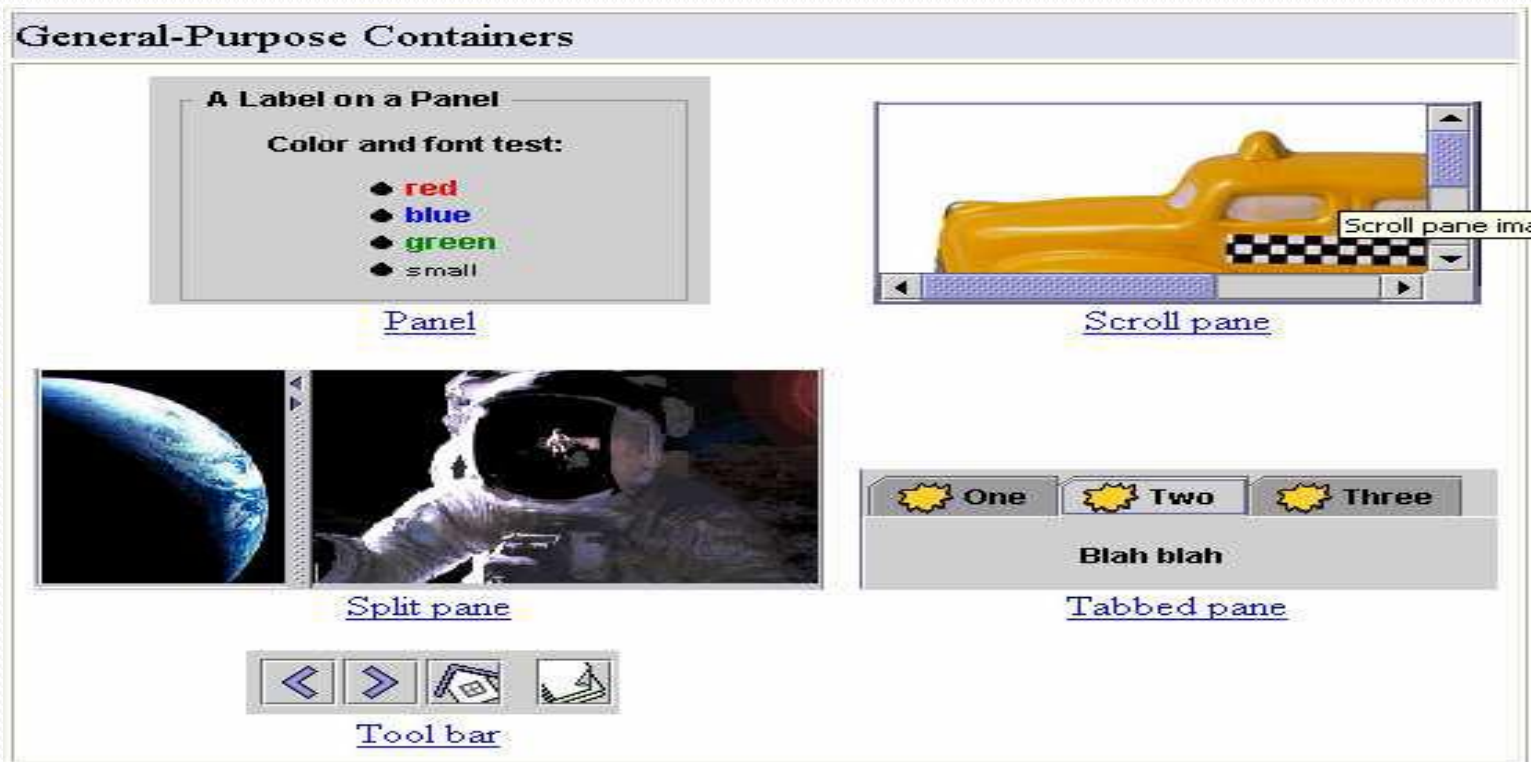 General-Purpose Containers
A Label on a Panel
Color and font test:
red
blue
green
small
Panel
Scroll pane ima
Scroll pane
Split pane
One Two Three
Blah blah
Tabbed pane
Tool bar